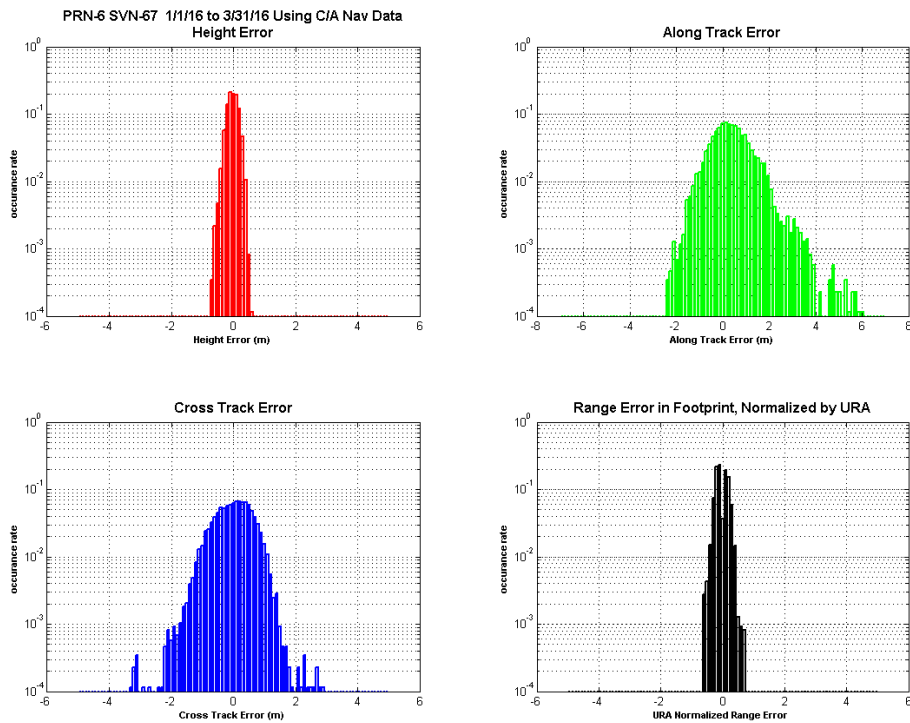 PRN-6 SVN-67 1/1/16 to 3/31/16 Using C/A Nav Data
Height Error
10^0
10^-1
10^-2
10^-3
10^-4
occurance rate
-6 -4 -2 0 2 4 6
Height Error (m)
Along Track Error
10^0
10^-1
10^-2
10^-3
10^-4
occurance rate
-8 -6 -4 -2 0 2 4 6 8
Along Track Error (m)
Cross Track Error
10^0
10^-1
10^-2
10^-3
10^-4
occurance rate
-6 -4 -2 0 2 4 6
Cross Track Error (m)
Range Error in Footprint, Normalized by URA
10^0
10^-1
10^-2
10^-3
10^-4
occurance rate
-6 -4 -2 0 2 4 6
URA Normalized Range Error